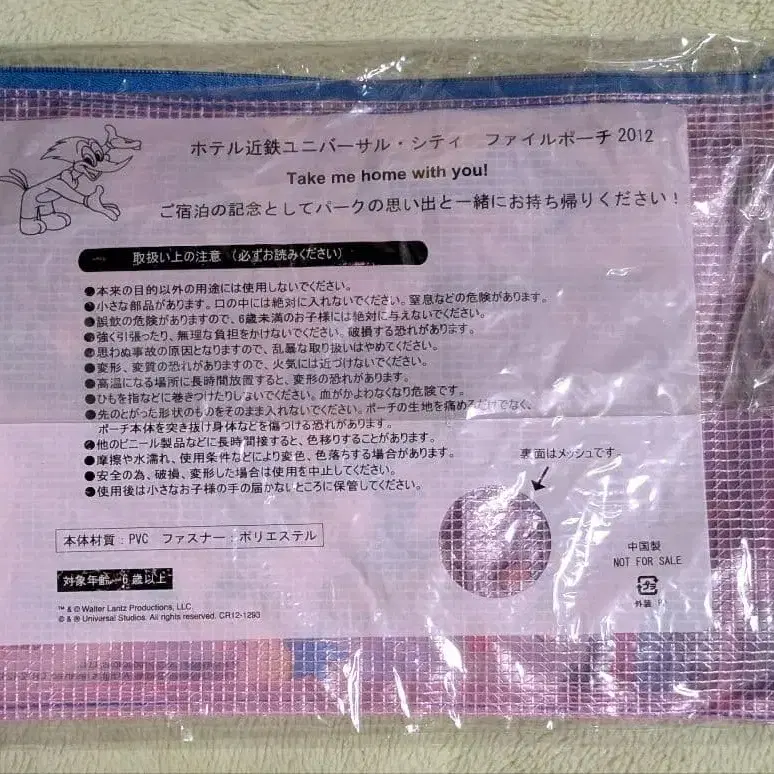 ホテル近鉄ユニバーサル・シティ　ファイルポーチ 2012
Take me home with you!
ご宿泊の記念としてパークの思い出と一緒にお持ち帰りください！
取扱い上の注意（必ずお読みください）
●本来の目的以外の用途には使用しないでください。
●小さな部品があります。口の中には絶対に入れないでください。窒息などの危険があります。
●誤飲の危険がありますので、6歳未満のお子様には絶対に与えないでください。
●強く引張ったり、無理な負担をかけないでください。破損する恐れがあります。
●思わぬ事故の原因となりますので、乱暴な取り扱いはやめてください。
●変形、変質の恐れがありますので、火気には近づけないでください。
●高温になる場所に長時間放置すると、変形の恐れがあります。
●ひもを指などに巻きつけたりしないでください。血がかよわなくなり危険です。
●先のとがった形状のものをそのまま入れないでください。ポーチの生地を痛めるだけでなく、
ポーチ本体を突き抜け身体などを傷つける恐れがあります。
●他のビニール製品などに長時間接すると、色移りすることがあります。
●摩擦や水濡れ、使用条件などにより変色、色落ちする場合があります。
●安全の為、破損、変形した場合は使用を中止してください。
●使用後は小さなお子様の手の届かないところに保管してください。
裏面はメッシュです。
本体材質：PVC　ファスナー：ポリエステル
対象年齢　6歳以上
中国製
NOT FOR SALE
プラ
外装
™ & © Walter Lantz Productions, LLC.
© & ® Universal Studios. All rights reserved. CR12-1293